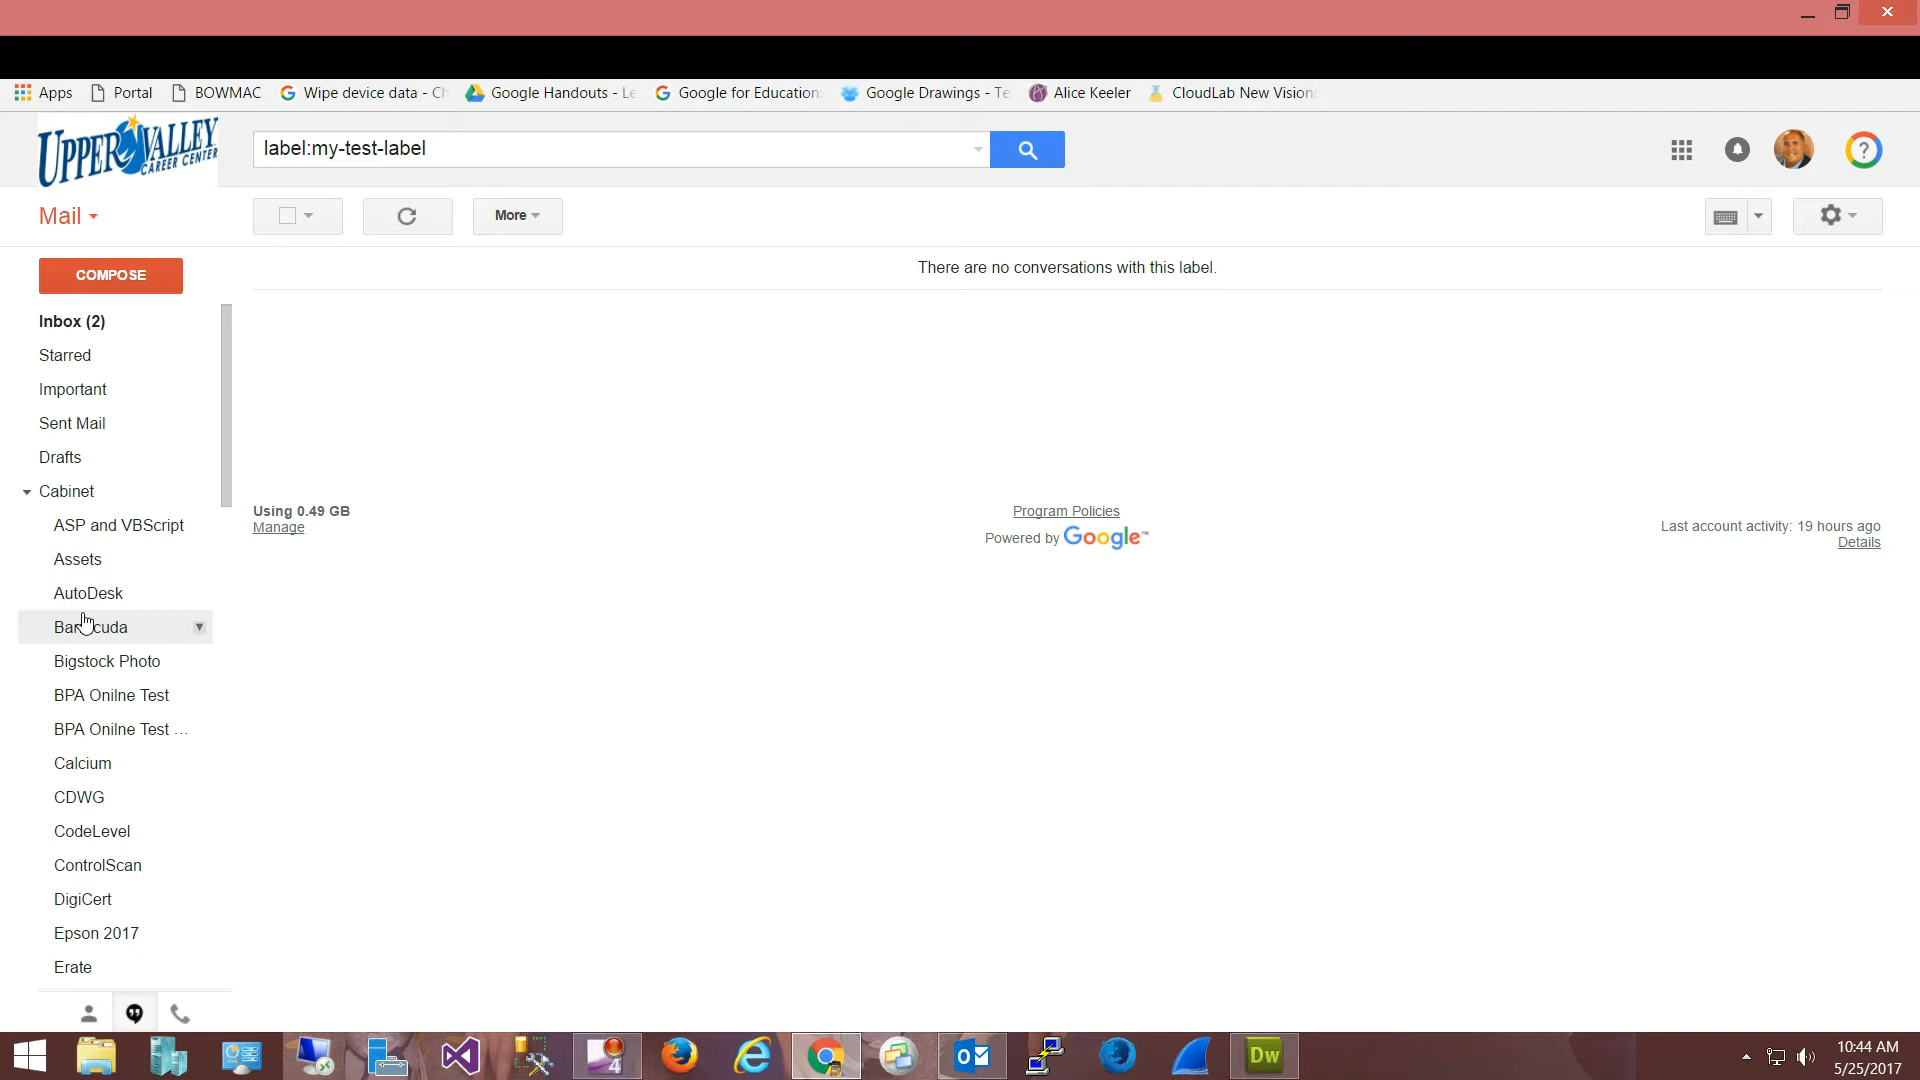 Apps Portal BOWMAC Wipe device data - Ch Google Handouts - Le Google for Education: Google Drawings - Te Alice Keeler CloudLab New Visions
UPPER VALLEY
CAREER CENTER
label:my-test-label
?
Mail
More
COMPOSE
There are no conversations with this label.
Inbox (2)
Starred
Important
Sent Mail
Drafts
Cabinet
ASP and VBScript
Assets
AutoDesk
Barracuda
Bigstock Photo
BPA Onilne Test
BPA Onilne Test ...
Calcium
CDWG
CodeLevel
ControlScan
DigiCert
Epson 2017
Erate
Using 0.49 GB
Manage
Program Policies
Powered by Google™
Last account activity: 19 hours ago
Details
4
Dw
10:44 AM
5/25/2017